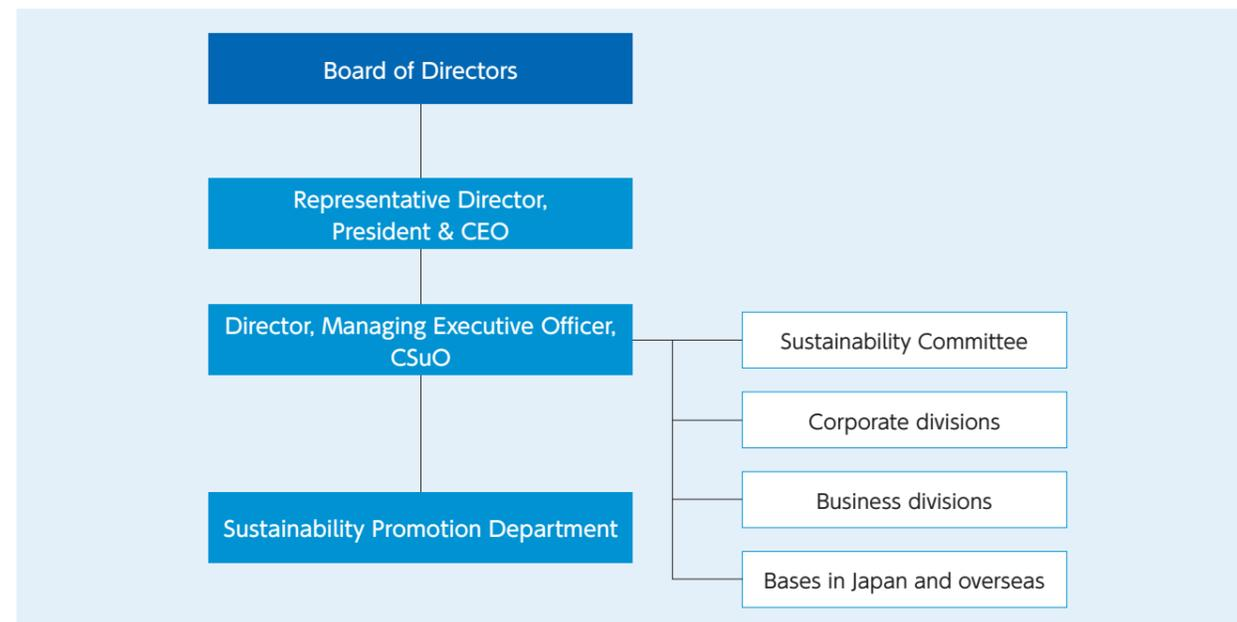 Board of Directors
Representative Director,
President & CEO
Director, Managing Executive Officer,
CSuO
Sustainability Committee
Corporate divisions
Business divisions
Sustainability Promotion Department
Bases in Japan and overseas